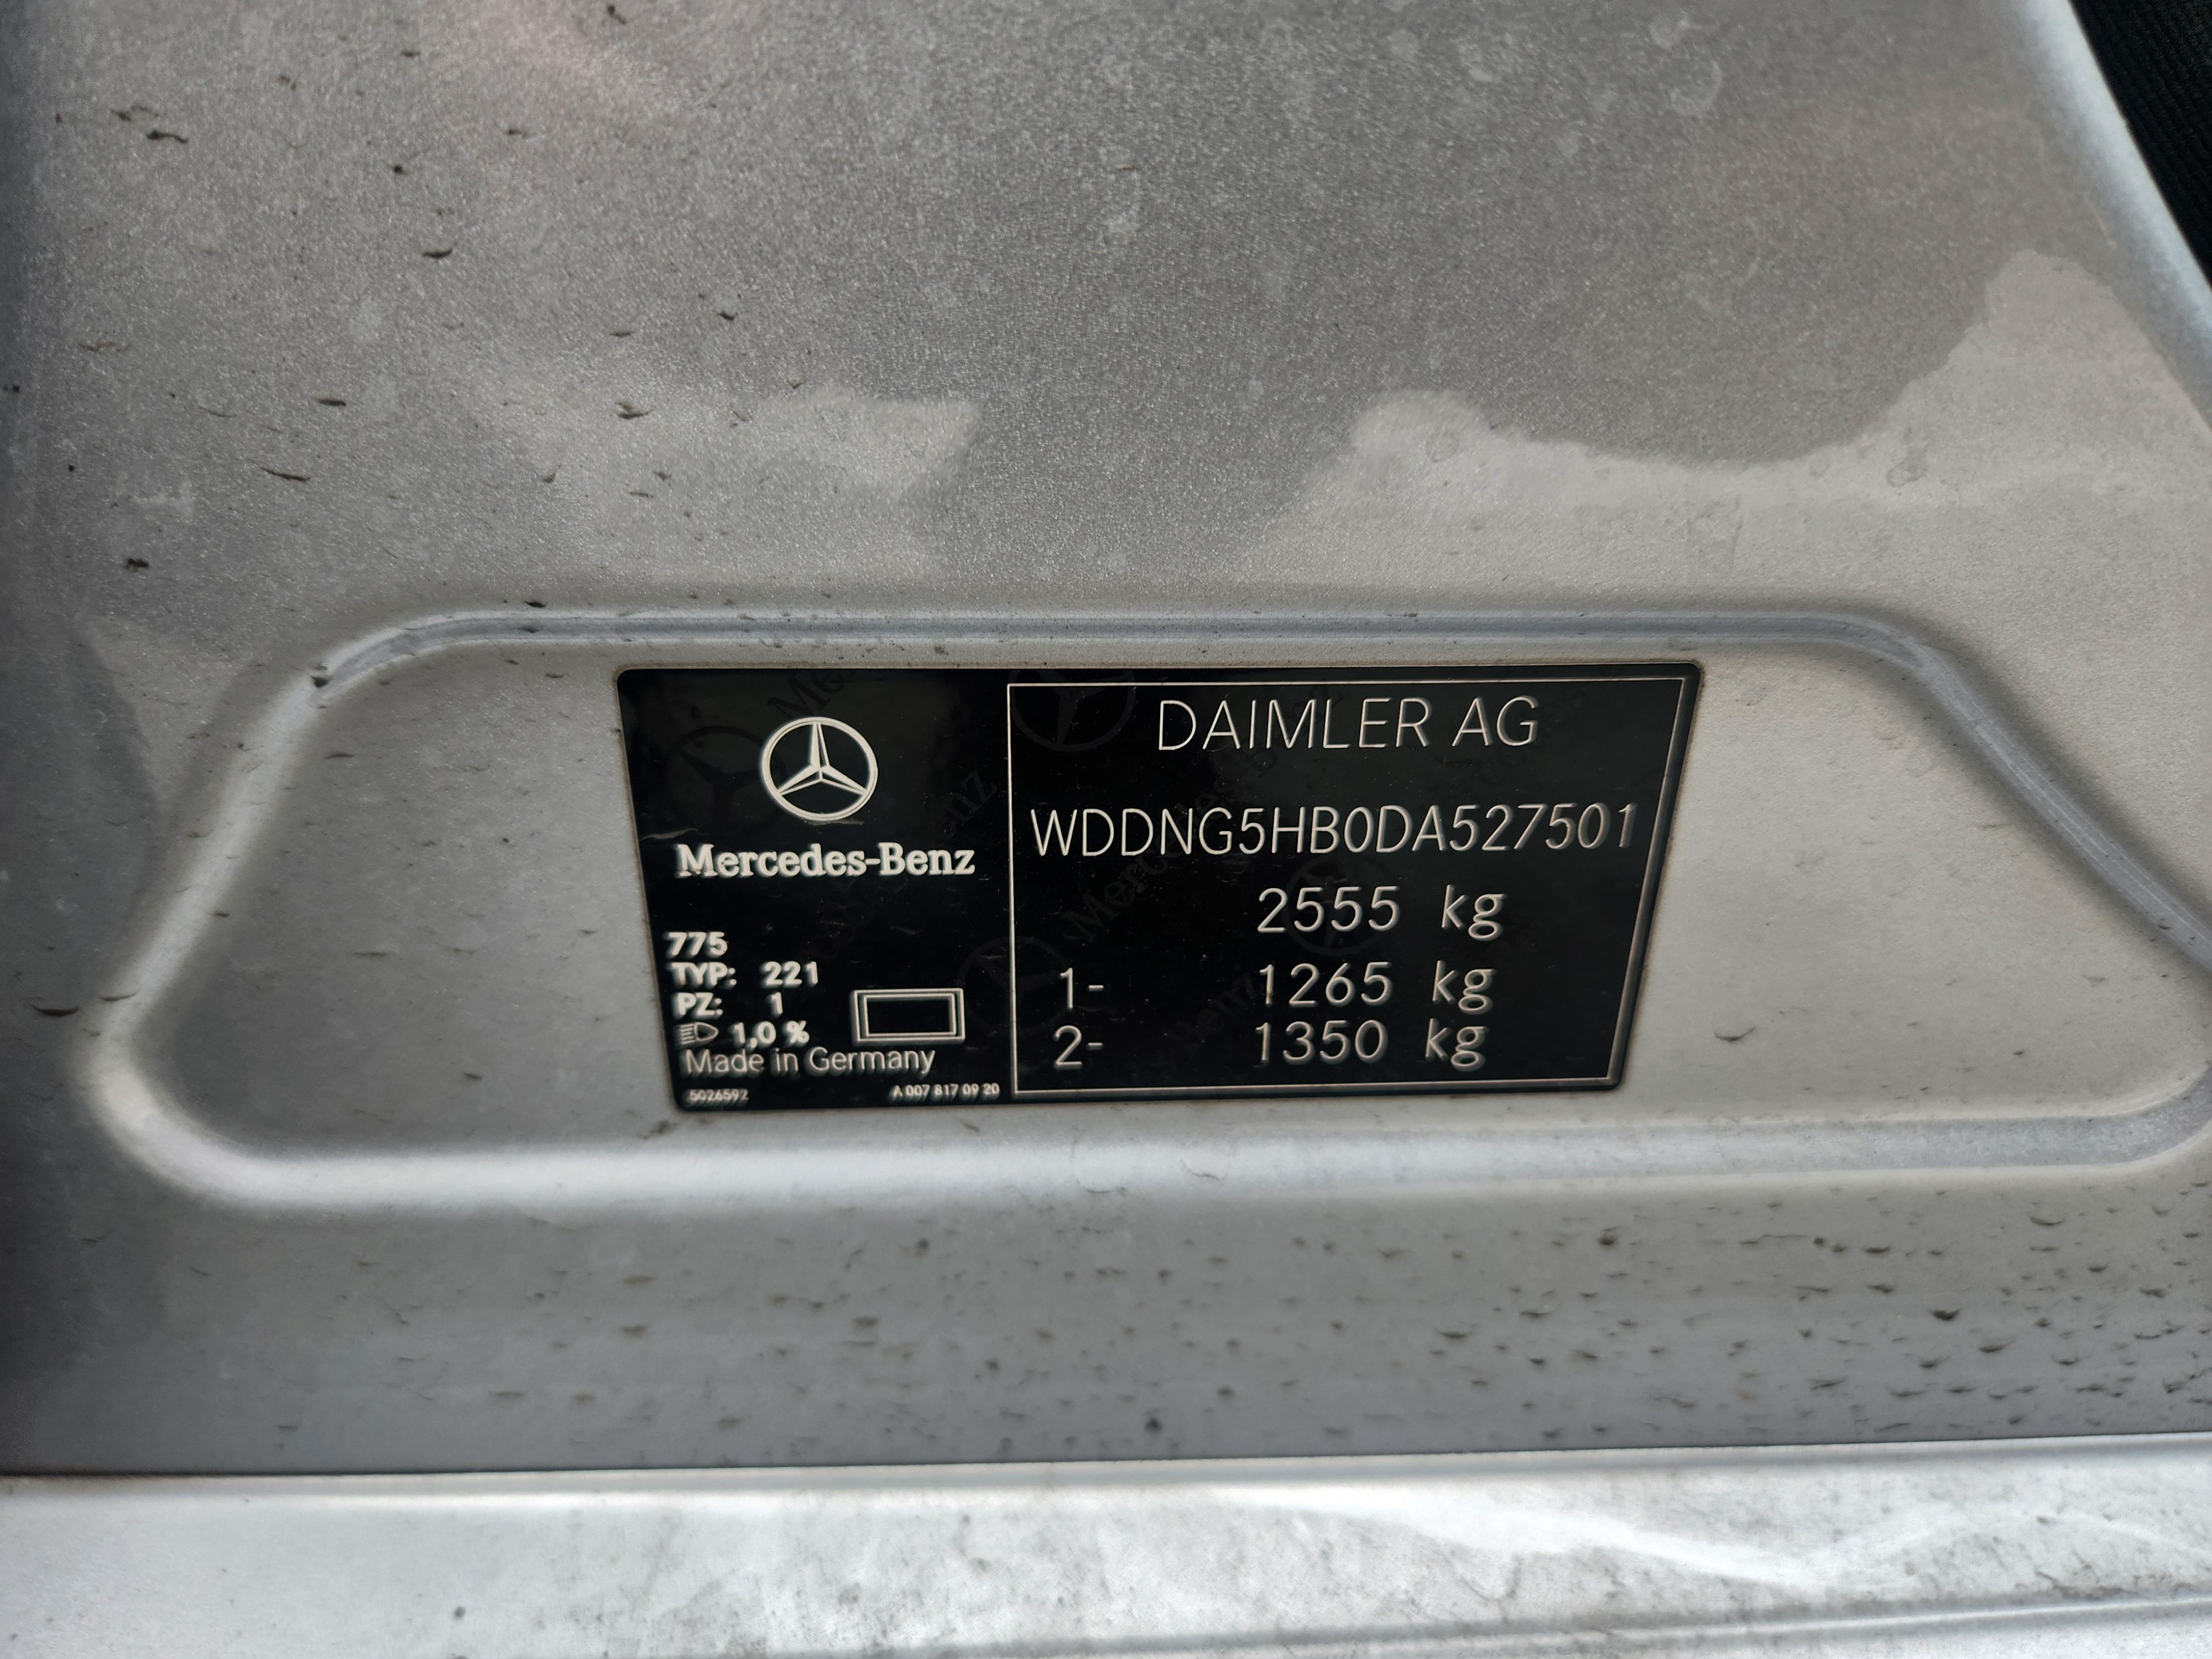 Mercedes-Benz
775
TYP: 221
PZ: 1
1,0 %
Made in Germany
5026592 A 007 817 09 20
DAIMLER AG
WDDNG5HB0DA527501
2555 kg
1- 1265 kg
2- 1350 kg